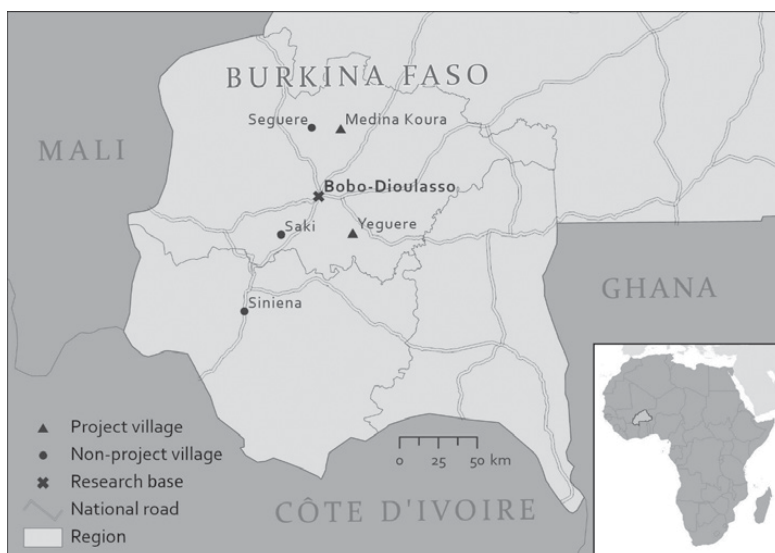 BURKINA FASO
MALI
Seguere
Medina Koura
Bobo-Dioulasso
Saki
Yeguere
Siniena
GHANA
Project village
Non-project village
Research base
National road
Region
0 25 50 km
CÔTE D'IVOIRE